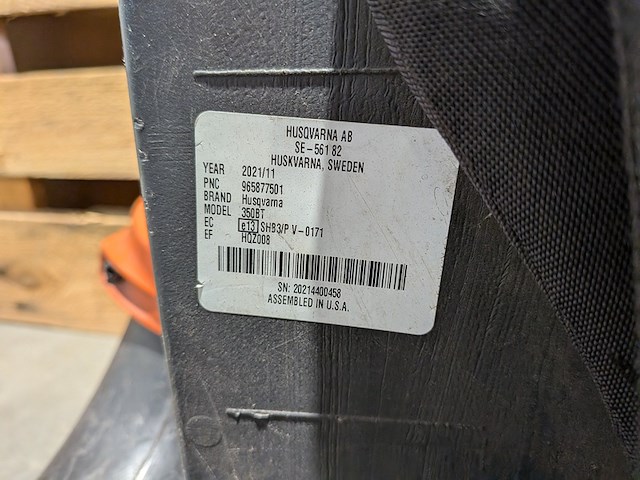 HUSQVARNA AB
SE-561 82
HUSKVARNA, SWEDEN
YEAR 2021/11
PNC 965877501
BRAND Husqvarna
MODEL 350BT
EC e13 SHB3/P V-0171
EF HQZ008
SN: 20214400458
ASSEMBLED IN U.S.A.